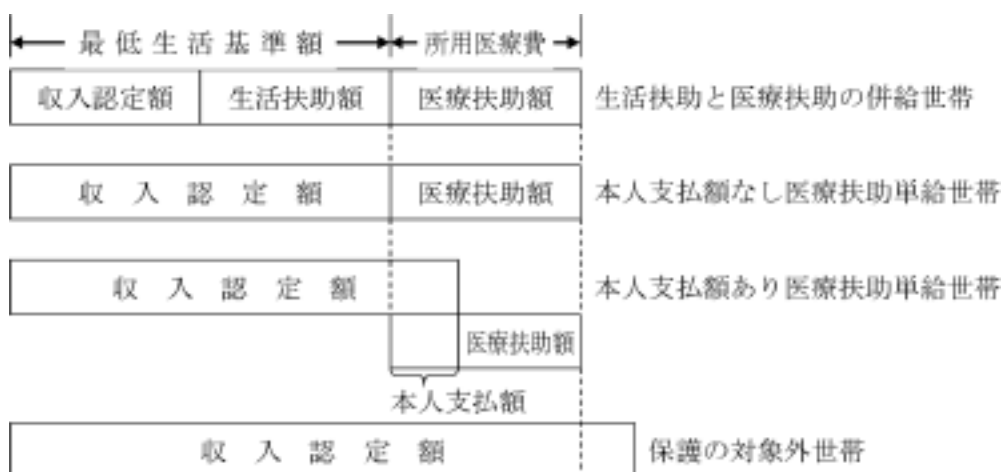 最低生活基準額 所用医療費
収入認定額 生活扶助額 医療扶助額 生活扶助と医療扶助の併給世帯
収入認定額 医療扶助額 本人支払額なし医療扶助単給世帯
収入認定額 本人支払額あり医療扶助単給世帯
医療扶助額
本人支払額
収入認定額 保護の対象外世帯